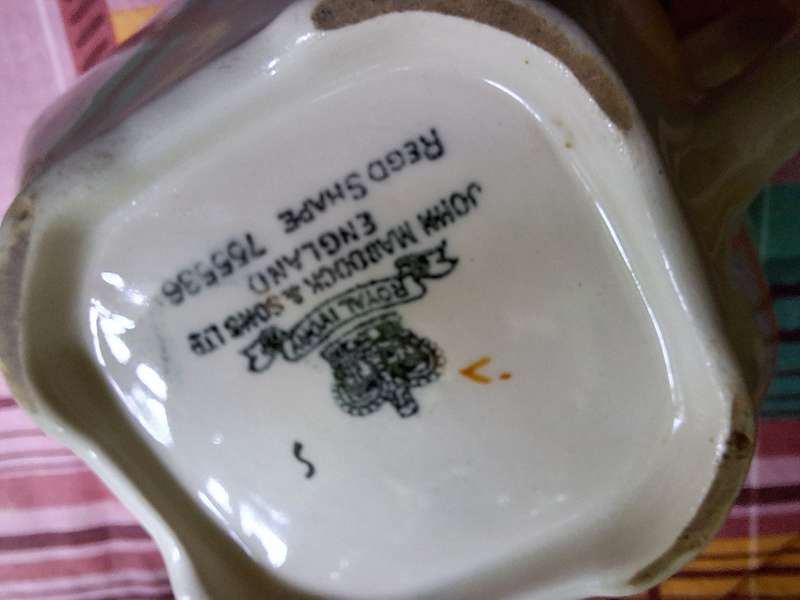 ROYAL IVORY
JOHN MADDOCK & SONS LTD
ENGLAND
REGD SHAPE 755536
S